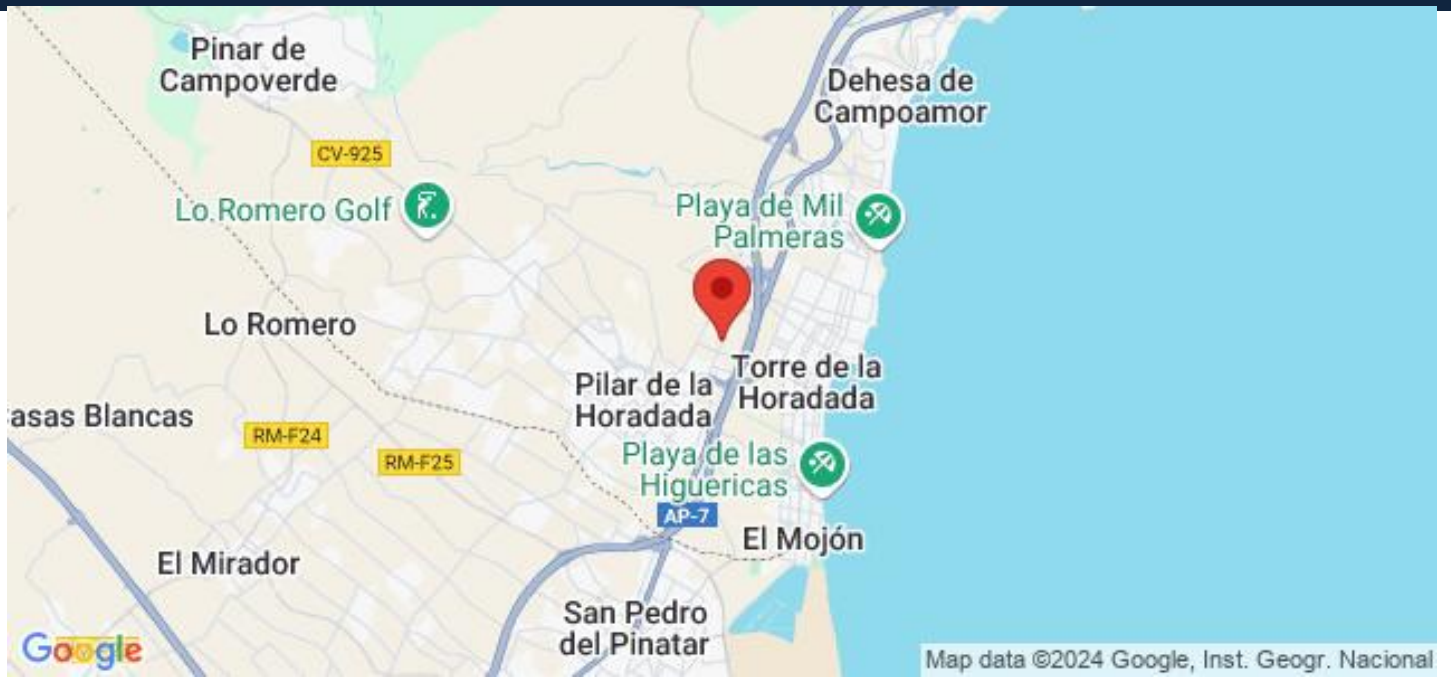 Pinar de
Campoverde
Dehesa de
Campoamor
CV-925
Lo Romero Golf
Playa de Mil
Palmeras
Lo Romero
Pilar de la
Horadada
Torre de la
Horadada
asas Blancas
RM-F24
RM-F25
Playa de las
Higuericas
AP-7
El Mojón
El Mirador
San Pedro
del Pinatar
Google
Map data ©2024 Google, Inst. Geogr. Nacional